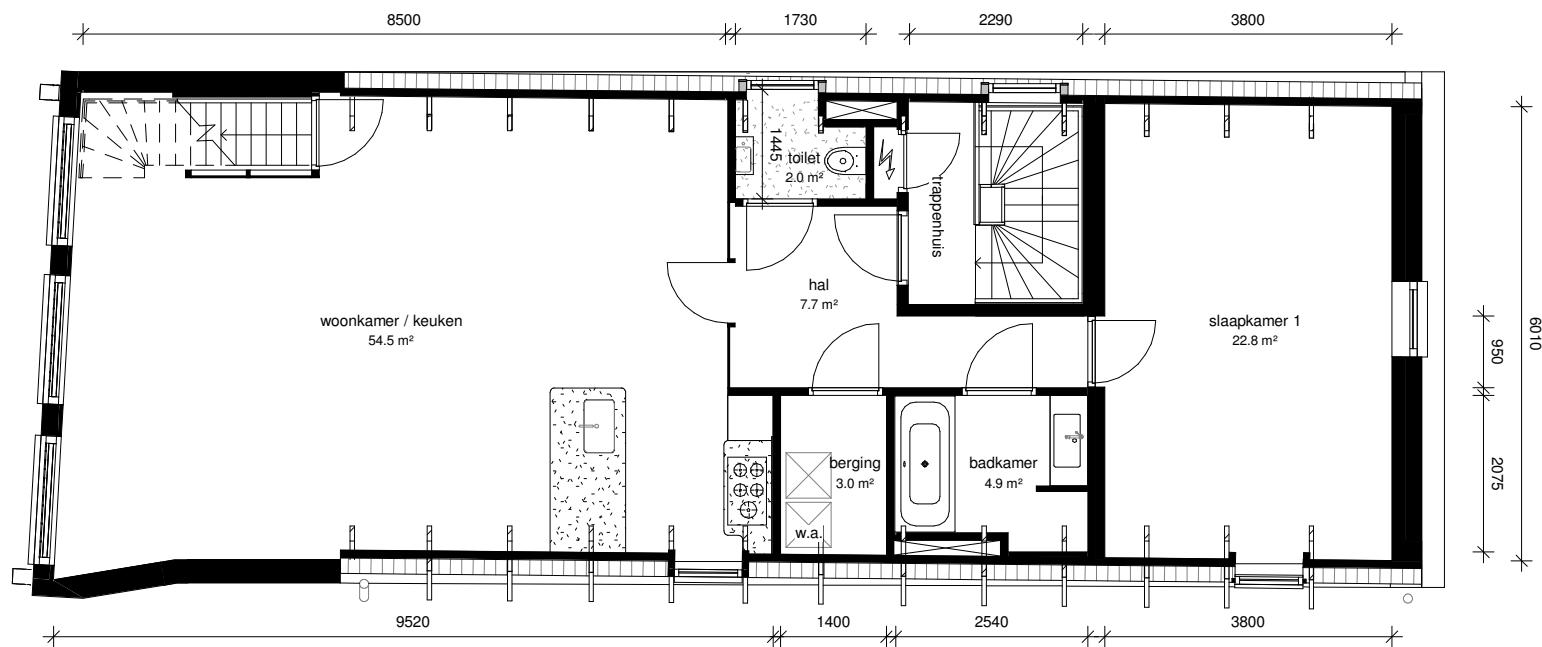 8500
1730
2290
3800
1445
toilet
2.0 m²
trappenhuis
hal
7.7 m²
woonkamer / keuken
54.5 m²
slaapkamer 1
22.8 m²
950
6010
berging
3.0 m²
badkamer
4.9 m²
2075
w.a.
9520
1400
2540
3800